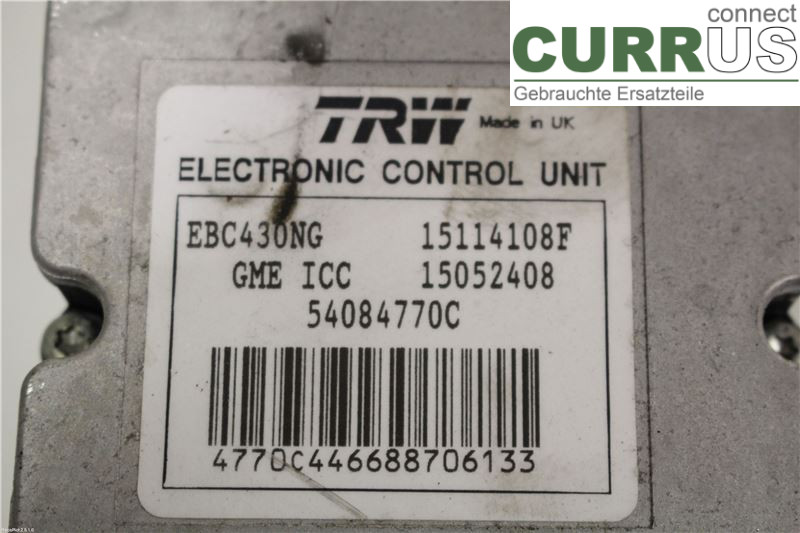 connect
CURRUS
Gebrauchte Ersatzteile
TRW Made in UK
ELECTRONIC CONTROL UNIT
EBC430NG 15114108F
GME ICC 15052408
54084770C
4770C446688706133